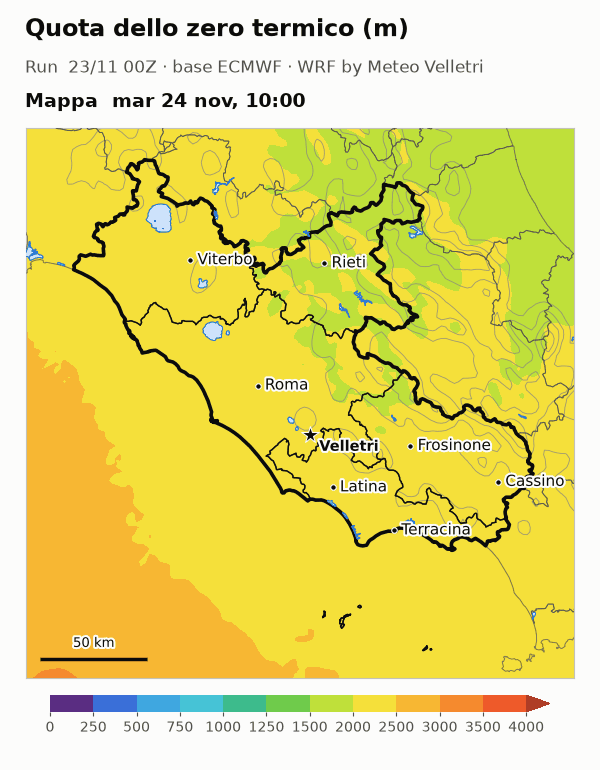 Quota dello zero termico (m)
Run  23/11 00Z · base ECMWF · WRF by Meteo Velletri
Mappa  mar 24 nov, 10:00
Viterbo
Rieti
Roma
Velletri
Frosinone
Cassino
Latina
Terracina
50 km
0 250 500 750 1000 1250 1500 2000 2500 3000 3500 4000